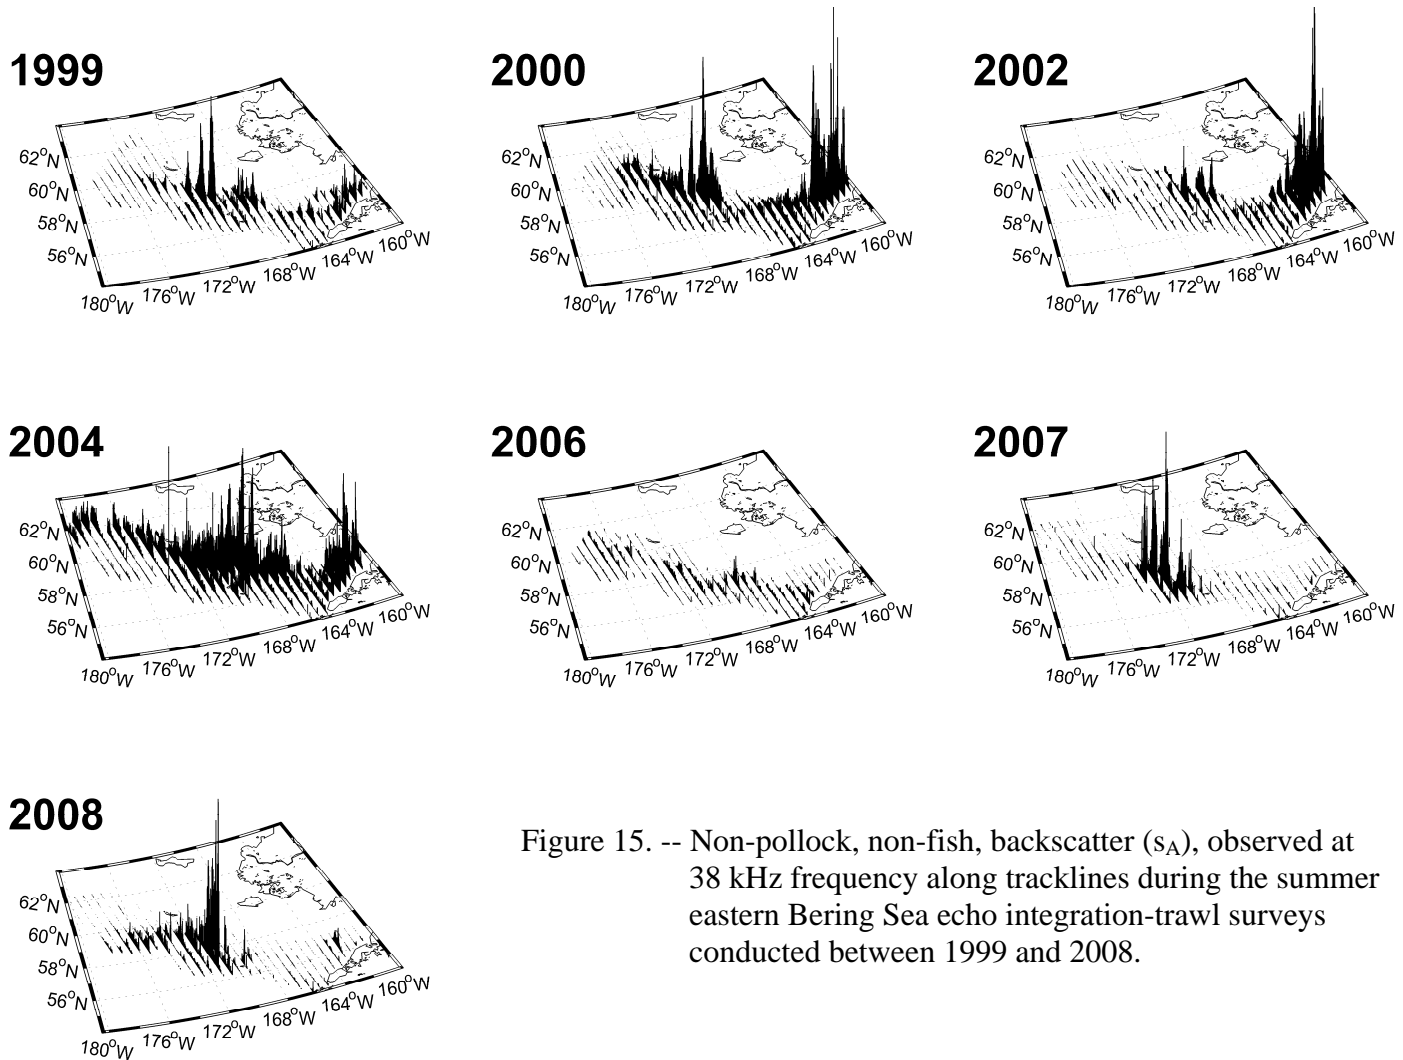 1999
62°N
60°N
58°N
56°N
180°W
176°W
172°W
168°W
164°W
160°W
2000
62°N
60°N
58°N
56°N
180°W
176°W
172°W
168°W
164°W
160°W
2002
62°N
60°N
58°N
56°N
180°W
176°W
172°W
168°W
164°W
160°W
2004
62°N
60°N
58°N
56°N
180°W
176°W
172°W
168°W
164°W
160°W
2006
62°N
60°N
58°N
56°N
180°W
176°W
172°W
168°W
164°W
160°W
2007
62°N
60°N
58°N
56°N
180°W
176°W
172°W
168°W
164°W
160°W
2008
62°N
60°N
58°N
56°N
180°W
176°W
172°W
168°W
164°W
160°W
Figure 15. -- Non-pollock, non-fish, backscatter (sA), observed at
38 kHz frequency along tracklines during the summer
eastern Bering Sea echo integration-trawl surveys
conducted between 1999 and 2008.